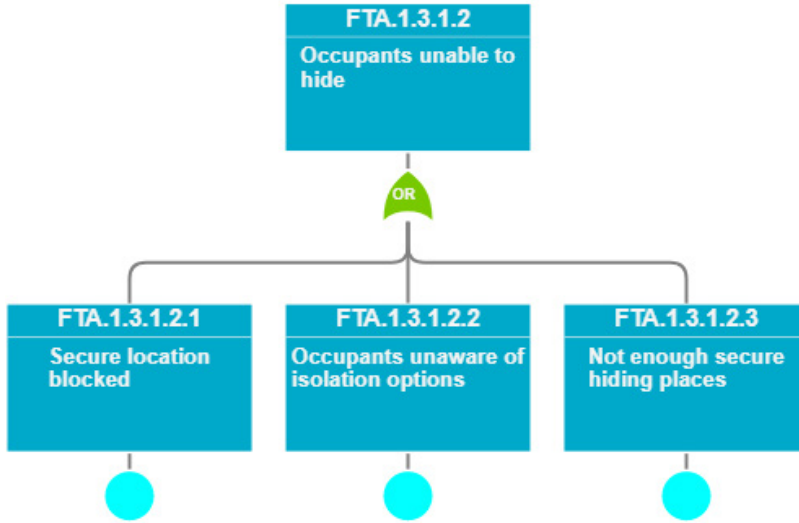 FTA.1.3.1.2
Occupants unable to
hide
OR
FTA.1.3.1.2.1
Secure location
blocked
FTA.1.3.1.2.2
Occupants unaware of
isolation options
FTA.1.3.1.2.3
Not enough secure
hiding places